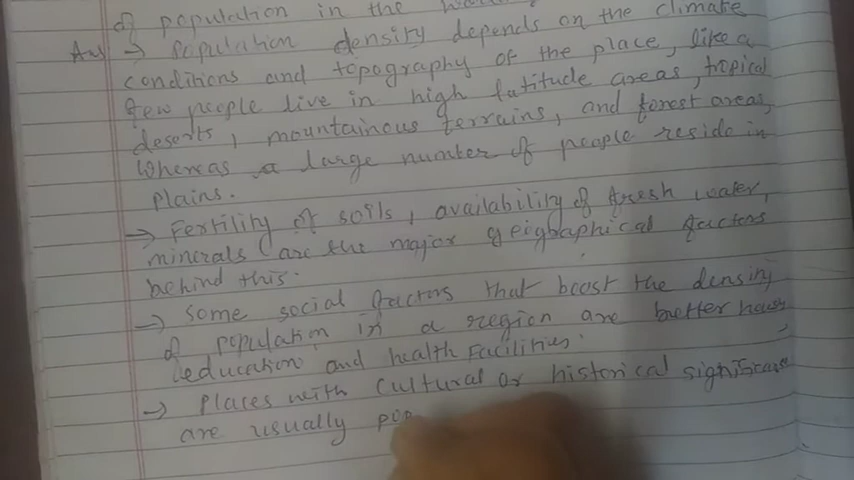 of population in the
Ans → Population density depends on the climate
conditions and topography of the place, like a
few people live in high latitude areas, tropical
deserts, mountainous terrains, and forest areas,
Whereas a large number of people reside in
plains.
→ Fertility of soils, availability of fresh water,
minerals are the major geigraphical factors
behind this.
→ Some social factors that boost the density
of population in a region are better
education and health facilities.
→ Places with cultural or historical
are usually pop